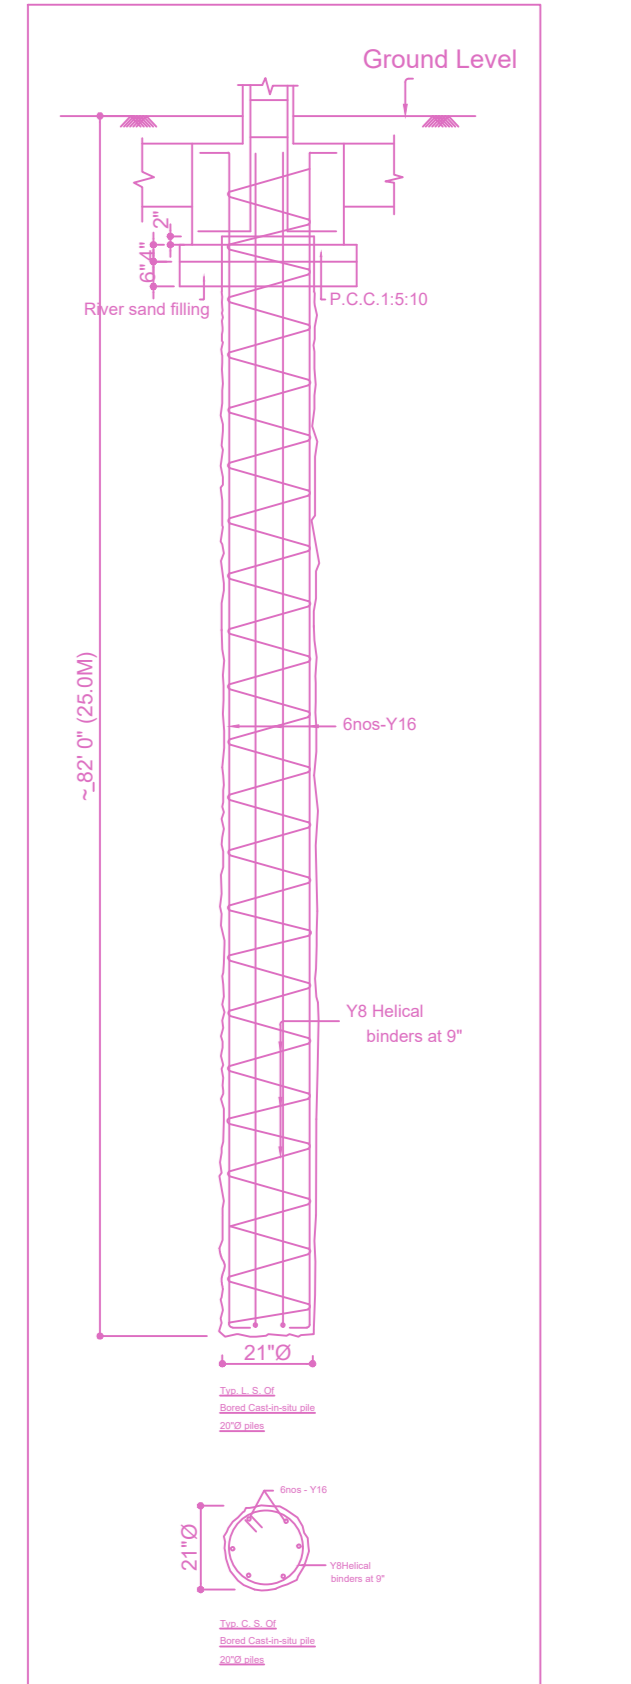 Ground Level
2"
4"
6"
River sand filling
P.C.C.1:5:10
~_82' 0" (25.0M)
6nos-Y16
Y8 Helical
binders at 9"
21"Ø
Typ. L. S. Of
Bored Cast-in-situ pile
20"Ø piles
6nos - Y16
21"Ø
Y8Helical
binders at 9"
Typ. C. S. Of
Bored Cast-in-situ pile
20"Ø piles